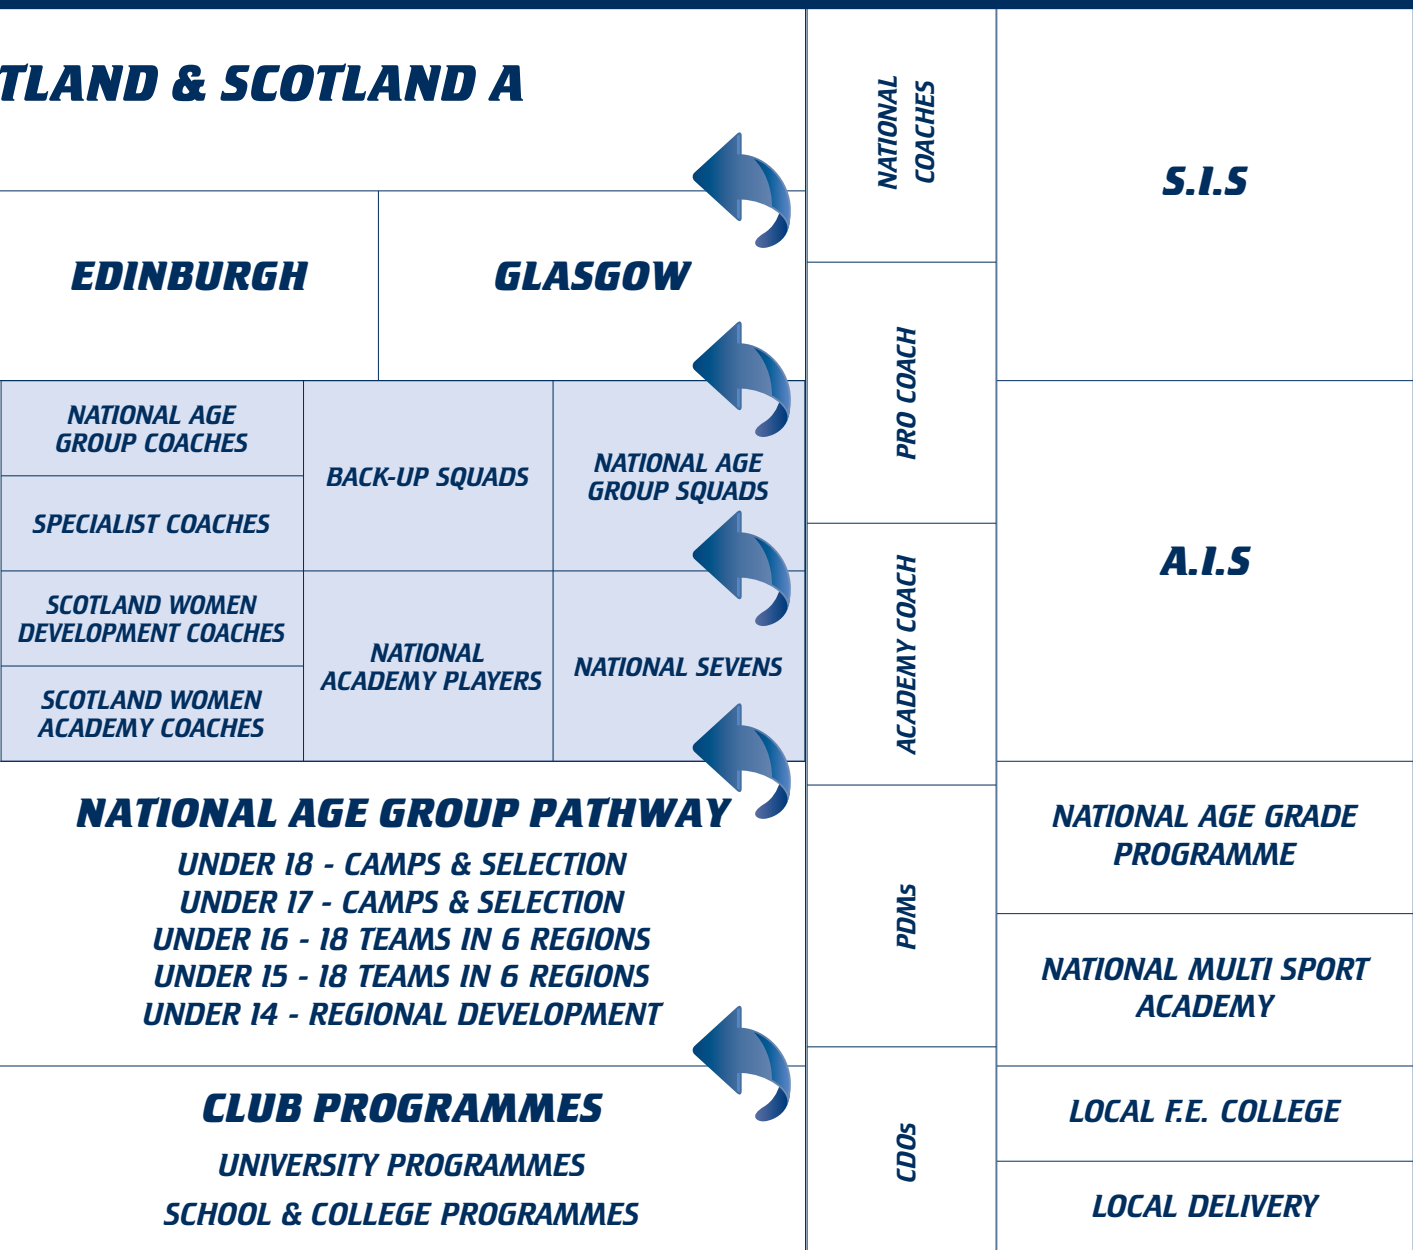 TLAND & SCOTLAND A
EDINBURGH
GLASGOW
NATIONAL AGE
GROUP COACHES
SPECIALIST COACHES
SCOTLAND WOMEN
DEVELOPMENT COACHES
SCOTLAND WOMEN
ACADEMY COACHES
BACK-UP SQUADS
NATIONAL
ACADEMY PLAYERS
NATIONAL AGE
GROUP SQUADS
NATIONAL SEVENS
NATIONAL AGE GROUP PATHWAY
UNDER 18 - CAMPS & SELECTION
UNDER 17 - CAMPS & SELECTION
UNDER 16 - 18 TEAMS IN 6 REGIONS
UNDER 15 - 18 TEAMS IN 6 REGIONS
UNDER 14 - REGIONAL DEVELOPMENT
CLUB PROGRAMMES
UNIVERSITY PROGRAMMES
SCHOOL & COLLEGE PROGRAMMES
NATIONAL
COACHES
PRO COACH
ACADEMY COACH
PDMs
CDOs
S.I.S
A.I.S
NATIONAL AGE GRADE
PROGRAMME
NATIONAL MULTI SPORT
ACADEMY
LOCAL F.E. COLLEGE
LOCAL DELIVERY